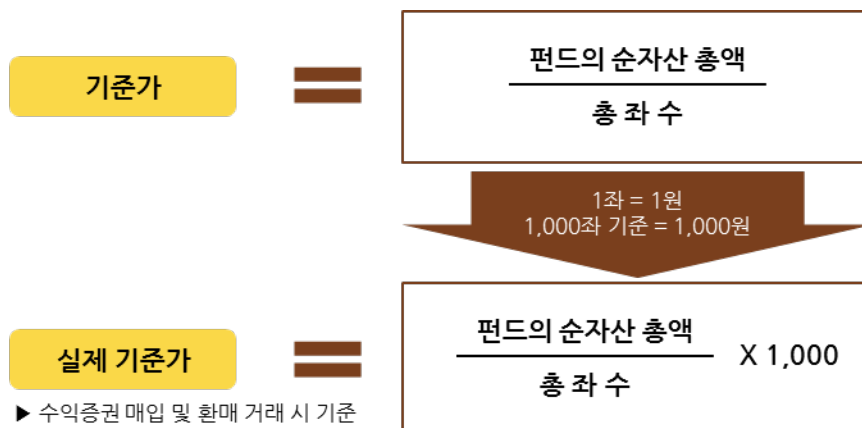 기준가
펀드의 순자산 총액
총 좌 수
1좌 = 1원
1,000좌 기준 = 1,000원
실제 기준가
펀드의 순자산 총액
총 좌 수
X 1,000
▶ 수익증권 매입 및 환매 거래 시 기준